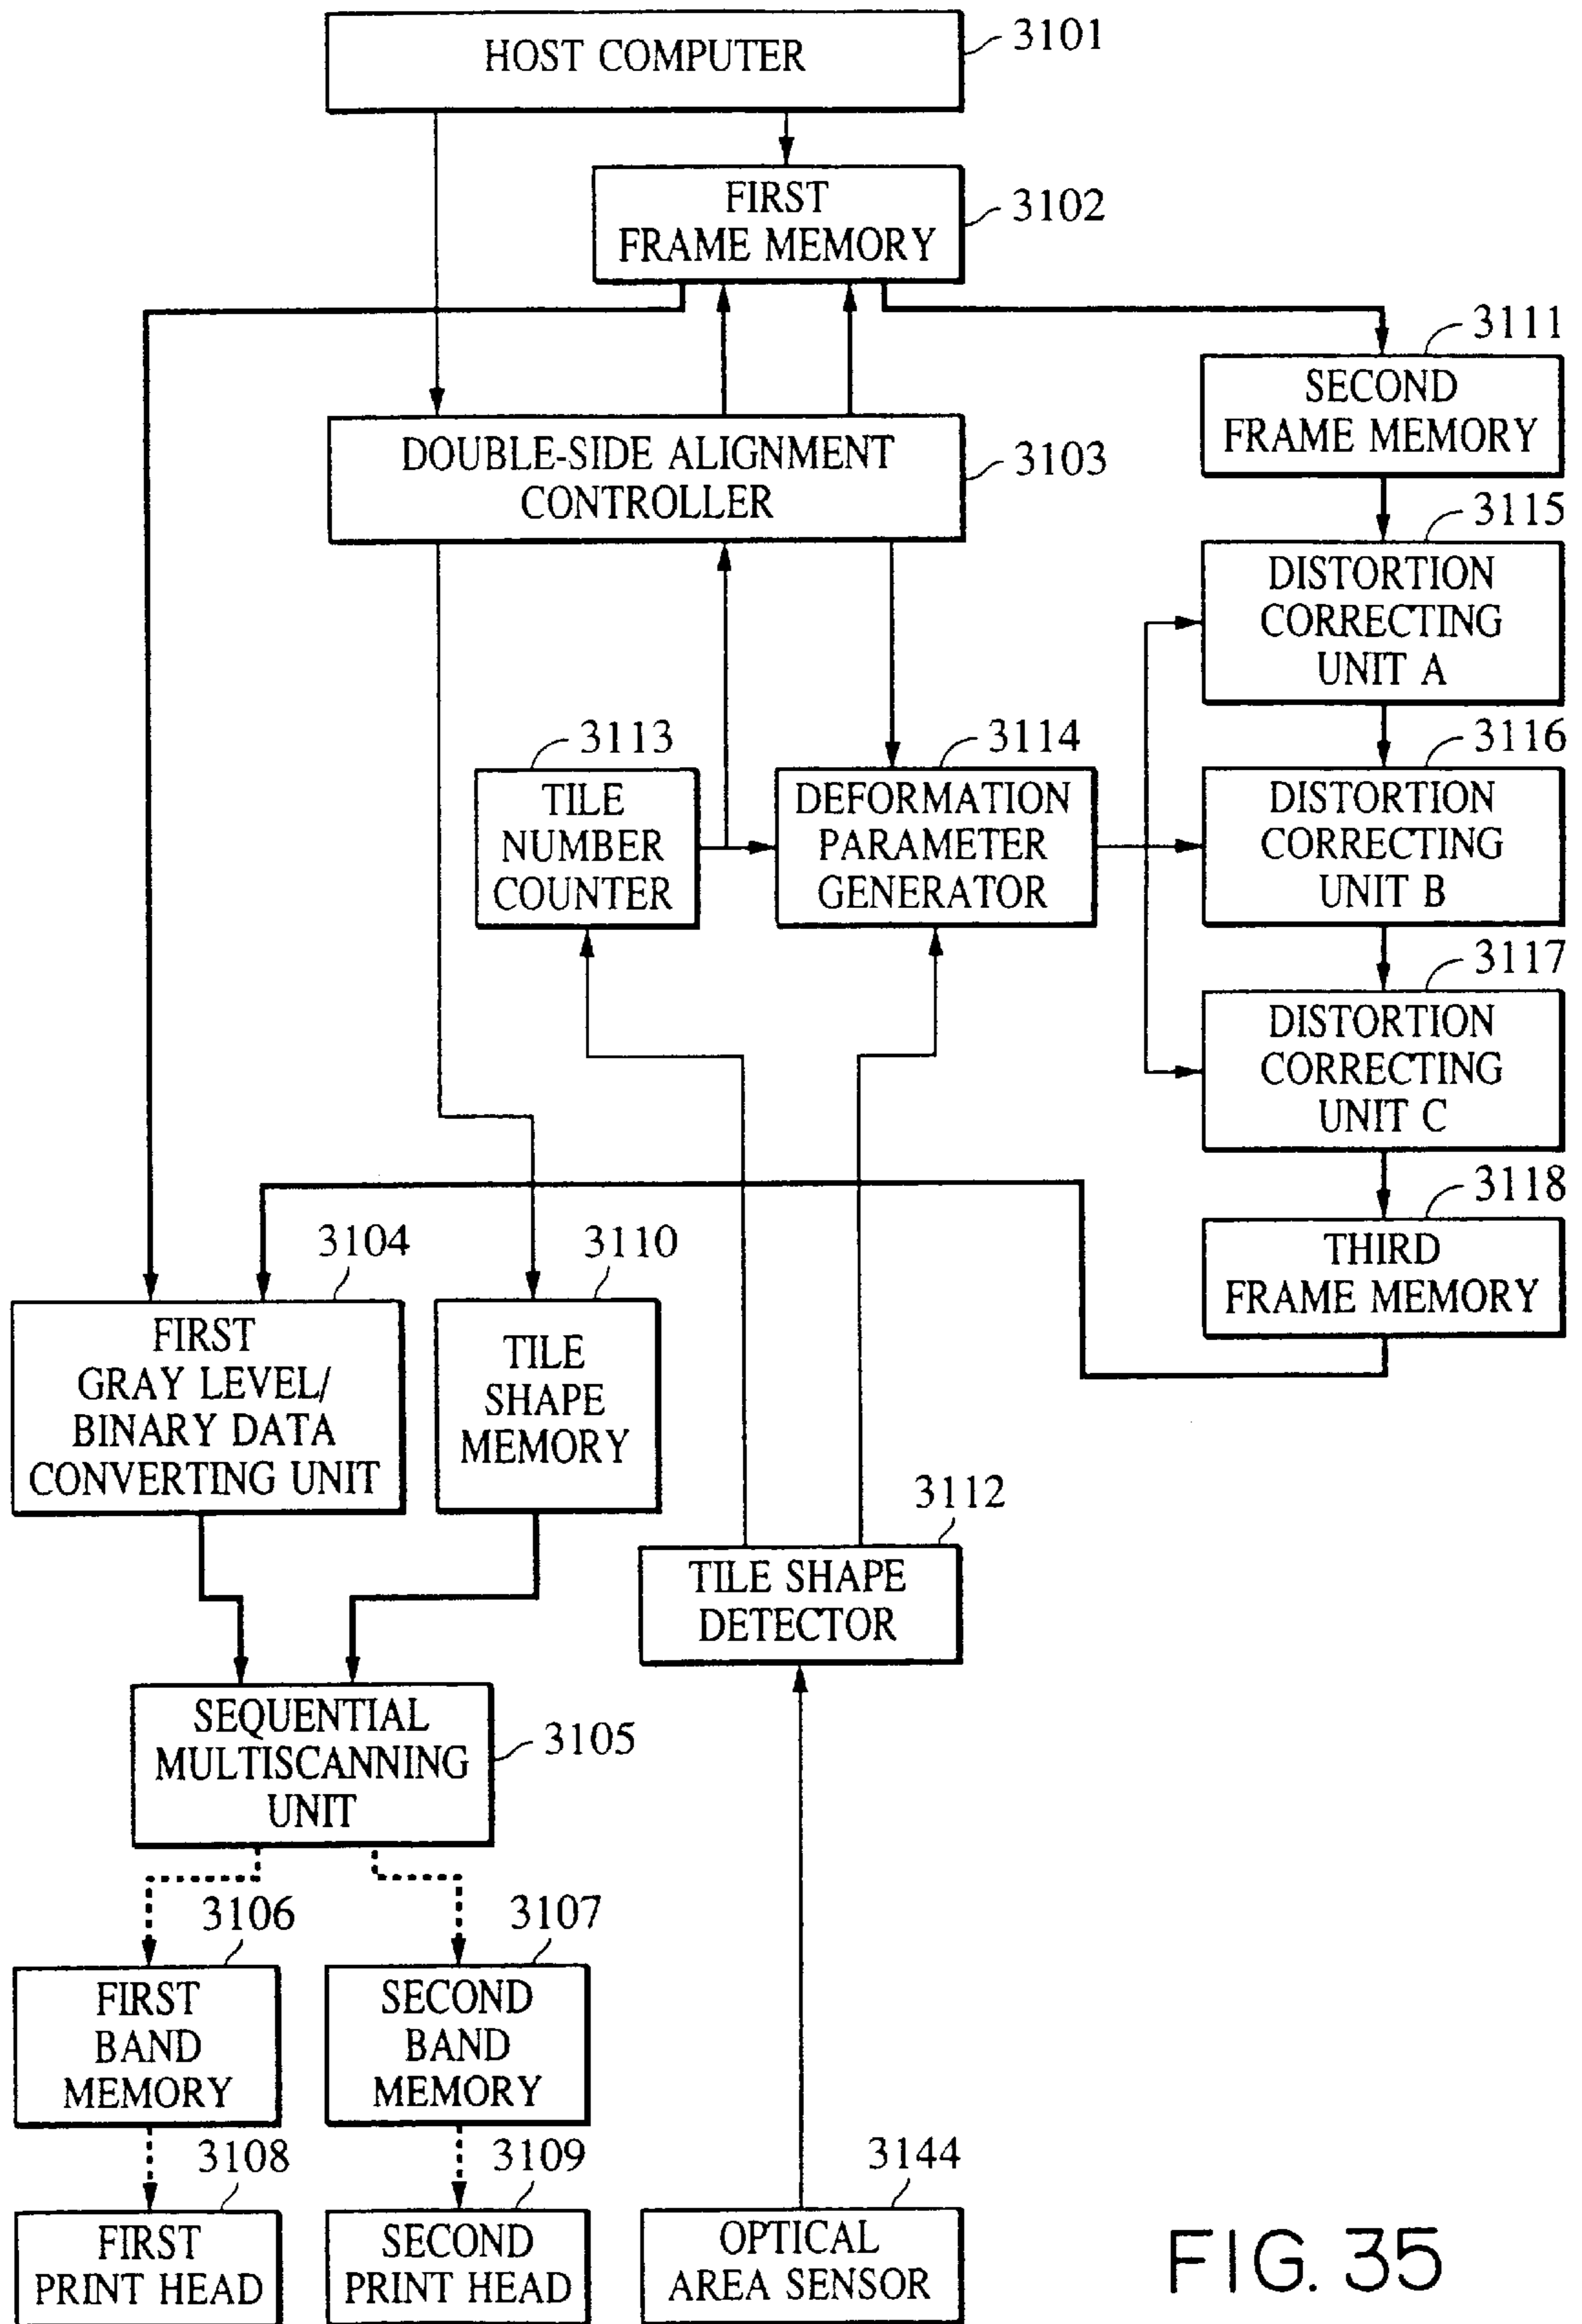 HOST COMPUTER
3101
FIRST
FRAME MEMORY
3102
3111
SECOND
FRAME MEMORY
DOUBLE-SIDE ALIGNMENT
CONTROLLER
3103
3115
DISTORTION
CORRECTING
UNIT A
3113
TILE
NUMBER
COUNTER
3114
DEFORMATION
PARAMETER
GENERATOR
3116
DISTORTION
CORRECTING
UNIT B
3117
DISTORTION
CORRECTING
UNIT C
3118
THIRD
FRAME MEMORY
3104
FIRST
GRAY LEVEL/
BINARY DATA
CONVERTING UNIT
3110
TILE
SHAPE
MEMORY
3112
TILE SHAPE
DETECTOR
SEQUENTIAL
MULTISCANNING
UNIT
3105
3106
FIRST
BAND
MEMORY
3107
SECOND
BAND
MEMORY
3108
FIRST
PRINT HEAD
3109
SECOND
PRINT HEAD
3144
OPTICAL
AREA SENSOR
FIG. 35